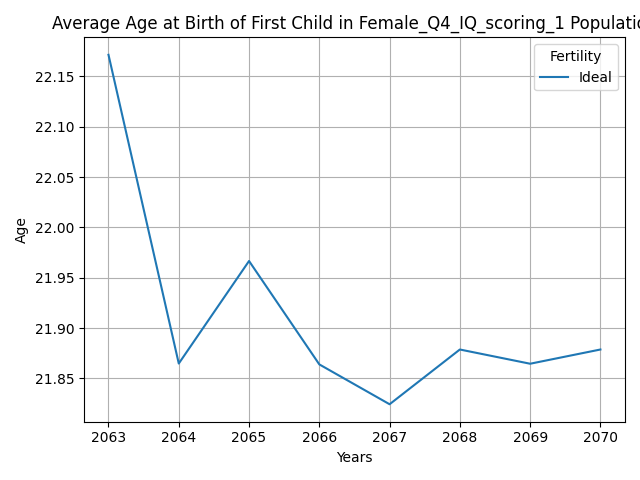 Average Age at Birth of First Child in Female_Q4_IQ_scoring_1
Fertility
Ideal
22.15
22.10
22.05
22.00
21.95
21.90
21.85
Age
2063 2064 2065 2066 2067 2068 2069 2070
Years